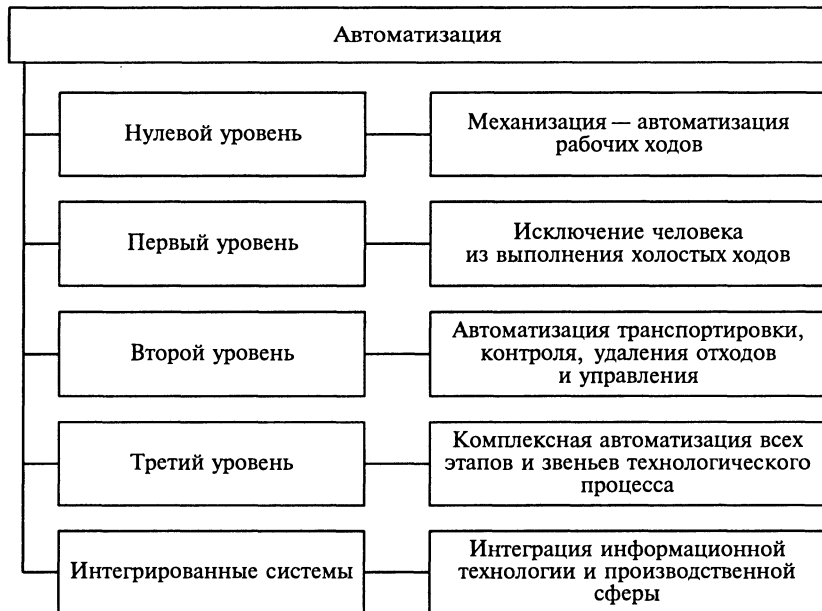 Автоматизация
Нулевой уровень
Механизация — автоматизация
рабочих ходов
Первый уровень
Исключение человека
из выполнения холостых ходов
Второй уровень
Автоматизация транспортировки,
контроля, удаления отходов
и управления
Третий уровень
Комплексная автоматизация всех
этапов и звеньев технологического
процесса
Интегрированные системы
Интеграция информационной
технологии и производственной
сферы